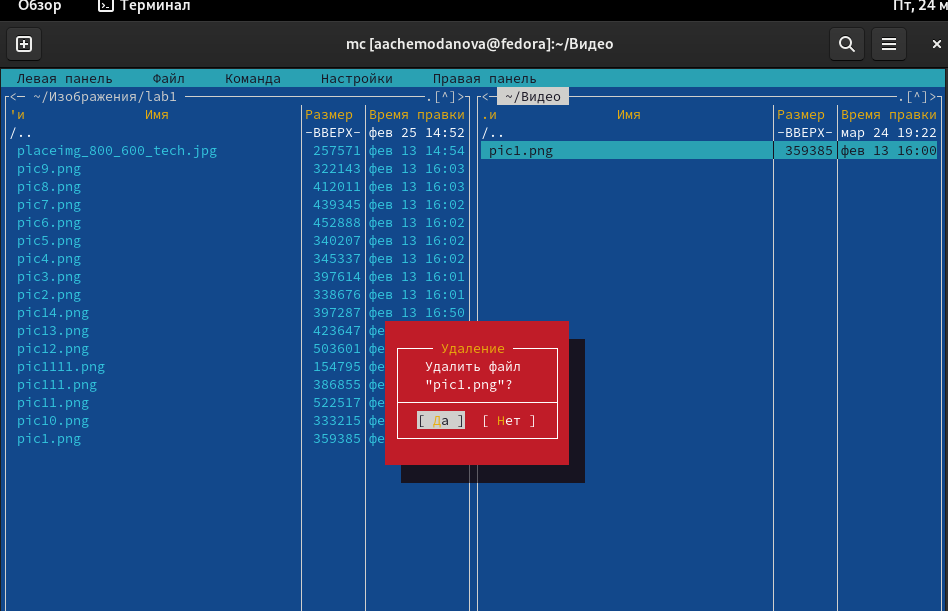 Обзор Терминал Пт, 24 м
mc [aachemodanova@fedora]:~/Видео
Левая панель Файл Команда Настройки Правая панель
<— ~/Изображения/lab1 .[^]> <— ~/Видео .[^]>
'и Имя Размер Время правки .и Имя Размер Время правки
/.. -ВВЕРХ- фев 25 14:52 /.. -ВВЕРХ- мар 24 19:22
placeimg_800_600_tech.jpg 257571 фев 13 14:54 pic1.png 359385 фев 13 16:00
pic9.png 322143 фев 13 16:03
pic8.png 412011 фев 13 16:03
pic7.png 439345 фев 13 16:02
pic6.png 452888 фев 13 16:02
pic5.png 340207 фев 13 16:02
pic4.png 345337 фев 13 16:02
pic3.png 397614 фев 13 16:01
pic2.png 338676 фев 13 16:01
pic14.png 397287 фев 13 16:50
pic13.png 423647 фе
pic12.png 503601 фе Удаление
pic1111.png 154795 фе Удалить файл
pic111.png 386855 фе "pic1.png"?
pic11.png 522517 фе
pic10.png 333215 фе [ Да ] [ Нет ]
pic1.png 359385 фе